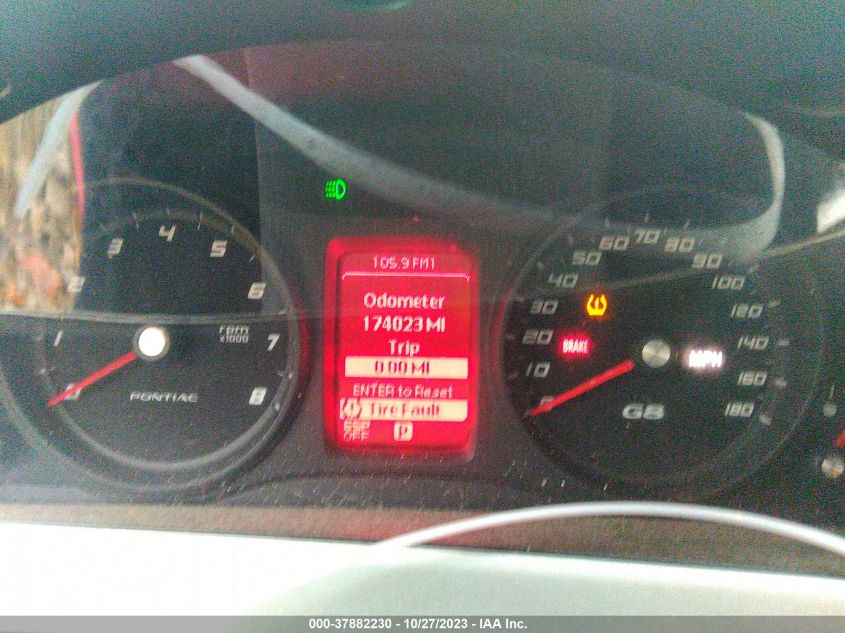 105.9 FM1
Odometer
174023 MI
Trip
0.00 MI
ENTER to Reset
Tire Fault
ESP
OFF
P
0 1 2 3 4 5 6 7 8
rpm
x1000
PONTIAC
0 10 20 30 40 50 60 70 80 90 100 120 140 160 180
BRAKE
MPH
G8
000-37882230 - 10/27/2023 - IAA Inc.